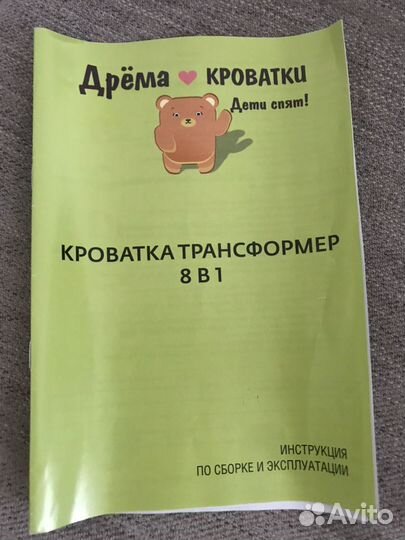 Дрёма КРОВАТКИ
Дети спят!
КРОВАТКА ТРАНСФОРМЕР
8 В 1
ИНСТРУКЦИЯ
ПО СБОРКЕ И ЭКСПЛУАТАЦИИ
Avito